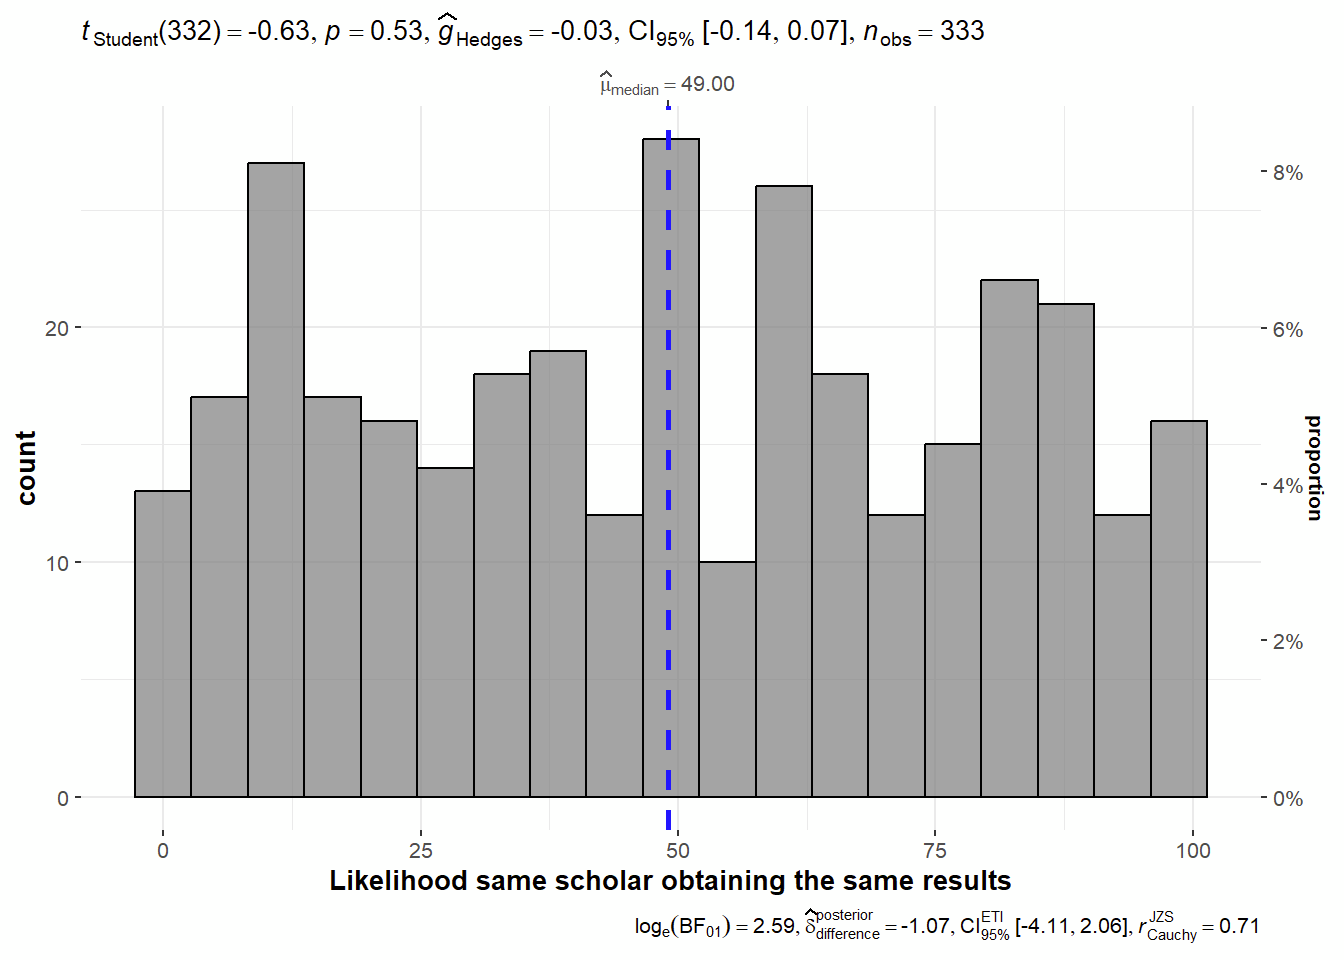 t Student(332) = -0.63, p = 0.53, ĝ Hedges = -0.03, CI95% [-0.14, 0.07], nobs = 333
μ̂median = 49.00
20
10
0
count
8%
6%
4%
2%
0%
proportion
0 25 50 75 100
Likelihood same scholar obtaining the same results
loge(BF01) = 2.59, δ̂ posterior difference = -1.07, CI ETI 95% [-4.11, 2.06], r JZS Cauchy = 0.71